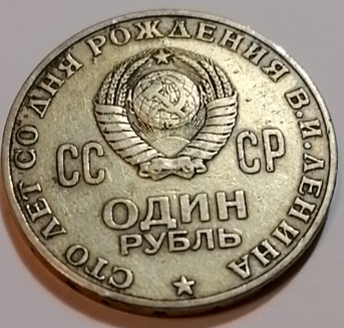 СТО ЛЕТ СО ДНЯ РОЖДЕНИЯ В.И.ЛЕНИНА
СС СР
ОДИН
РУБЛЬ